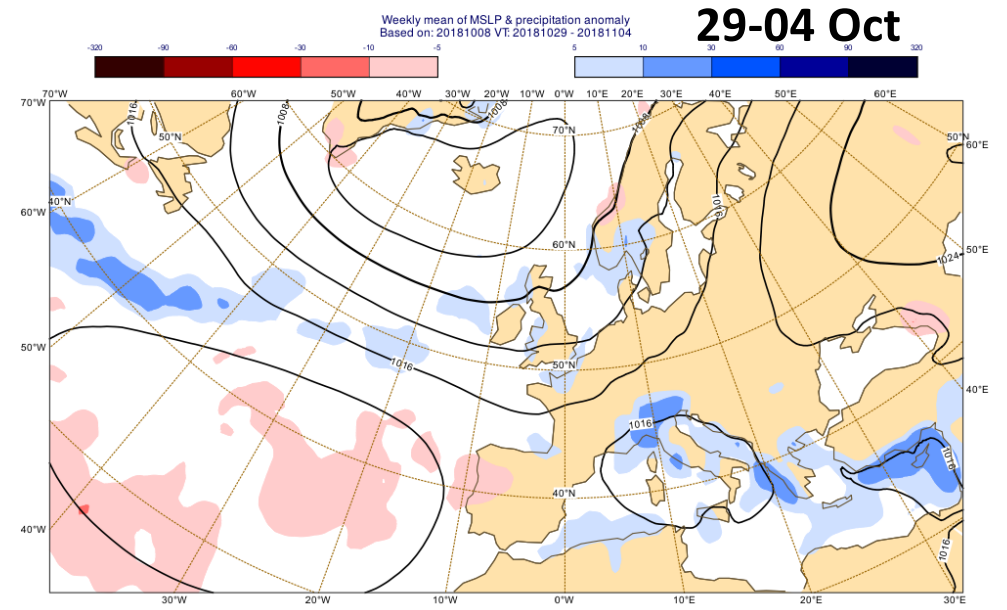 Weekly mean of MSLP & precipitation anomaly
Based on: 20181008 VT: 20181029 - 20181104
29-04 Oct
-320 -90 -60 -30 -10 -5 5 10 30 60 90 320
70°W 60°W 50°W 40°W 30°W 20°W 10°W 0°W 10°E 20°E 30°E 40°E 50°E 60°E
1016 1008 1008 1008
50°N 70°N 50°N
60°E
40°N
1016
60°W
60°N
50°E
1024
50°W
1016 50°N
40°E
1016
1016
40°N
40°W
1016
30°W 20°W 10°W 0°W 10°E 20°E 30°E